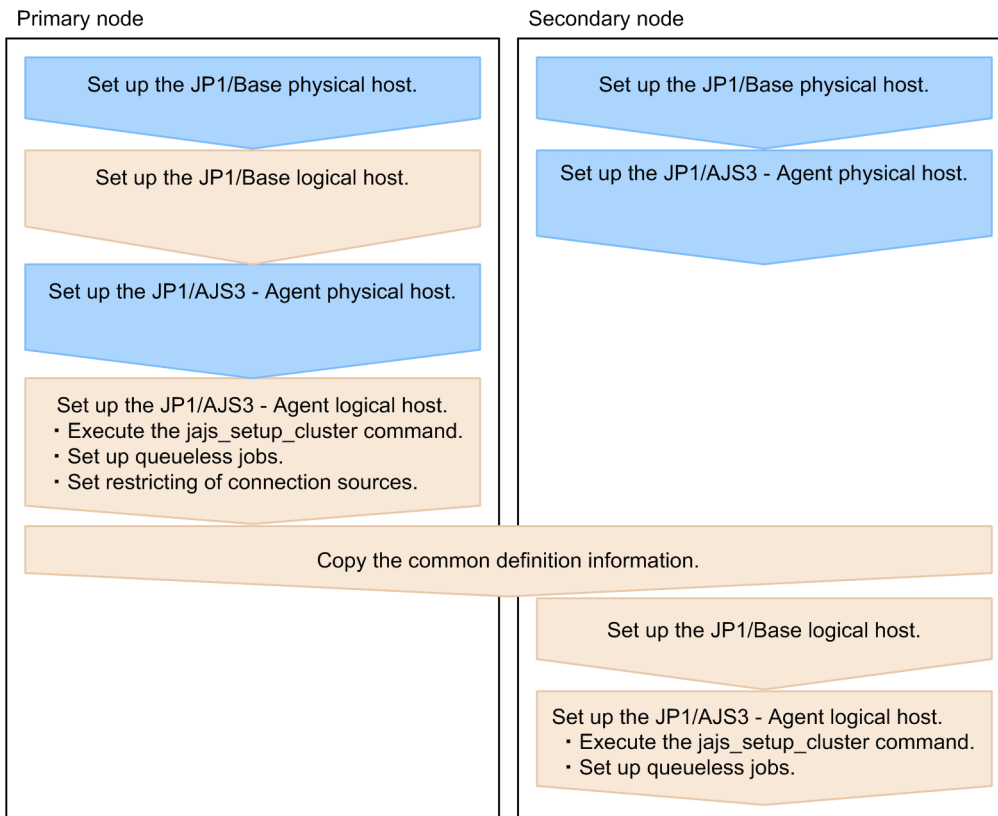 Primary node
Set up the JP1/Base physical host.
Set up the JP1/Base logical host.
Set up the JP1/AJS3 - Agent physical host.
Set up the JP1/AJS3 - Agent logical host.
・Execute the jajs_setup_cluster command.
・Set up queueless jobs.
・Set restricting of connection sources.
Secondary node
Set up the JP1/Base physical host.
Set up the JP1/AJS3 - Agent physical host.
Copy the common definition information.
Set up the JP1/Base logical host.
Set up the JP1/AJS3 - Agent logical host.
・Execute the jajs_setup_cluster command.
・Set up queueless jobs.